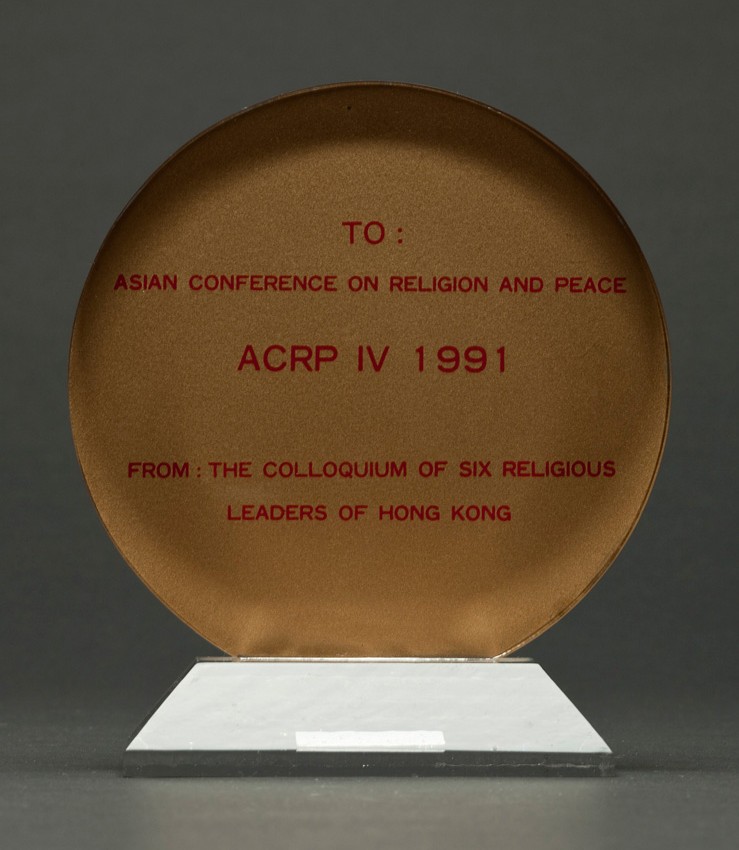 TO :
ASIAN CONFERENCE ON RELIGION AND PEACE
ACRP IV 1991
FROM : THE COLLOQUIUM OF SIX RELIGIOUS
LEADERS OF HONG KONG